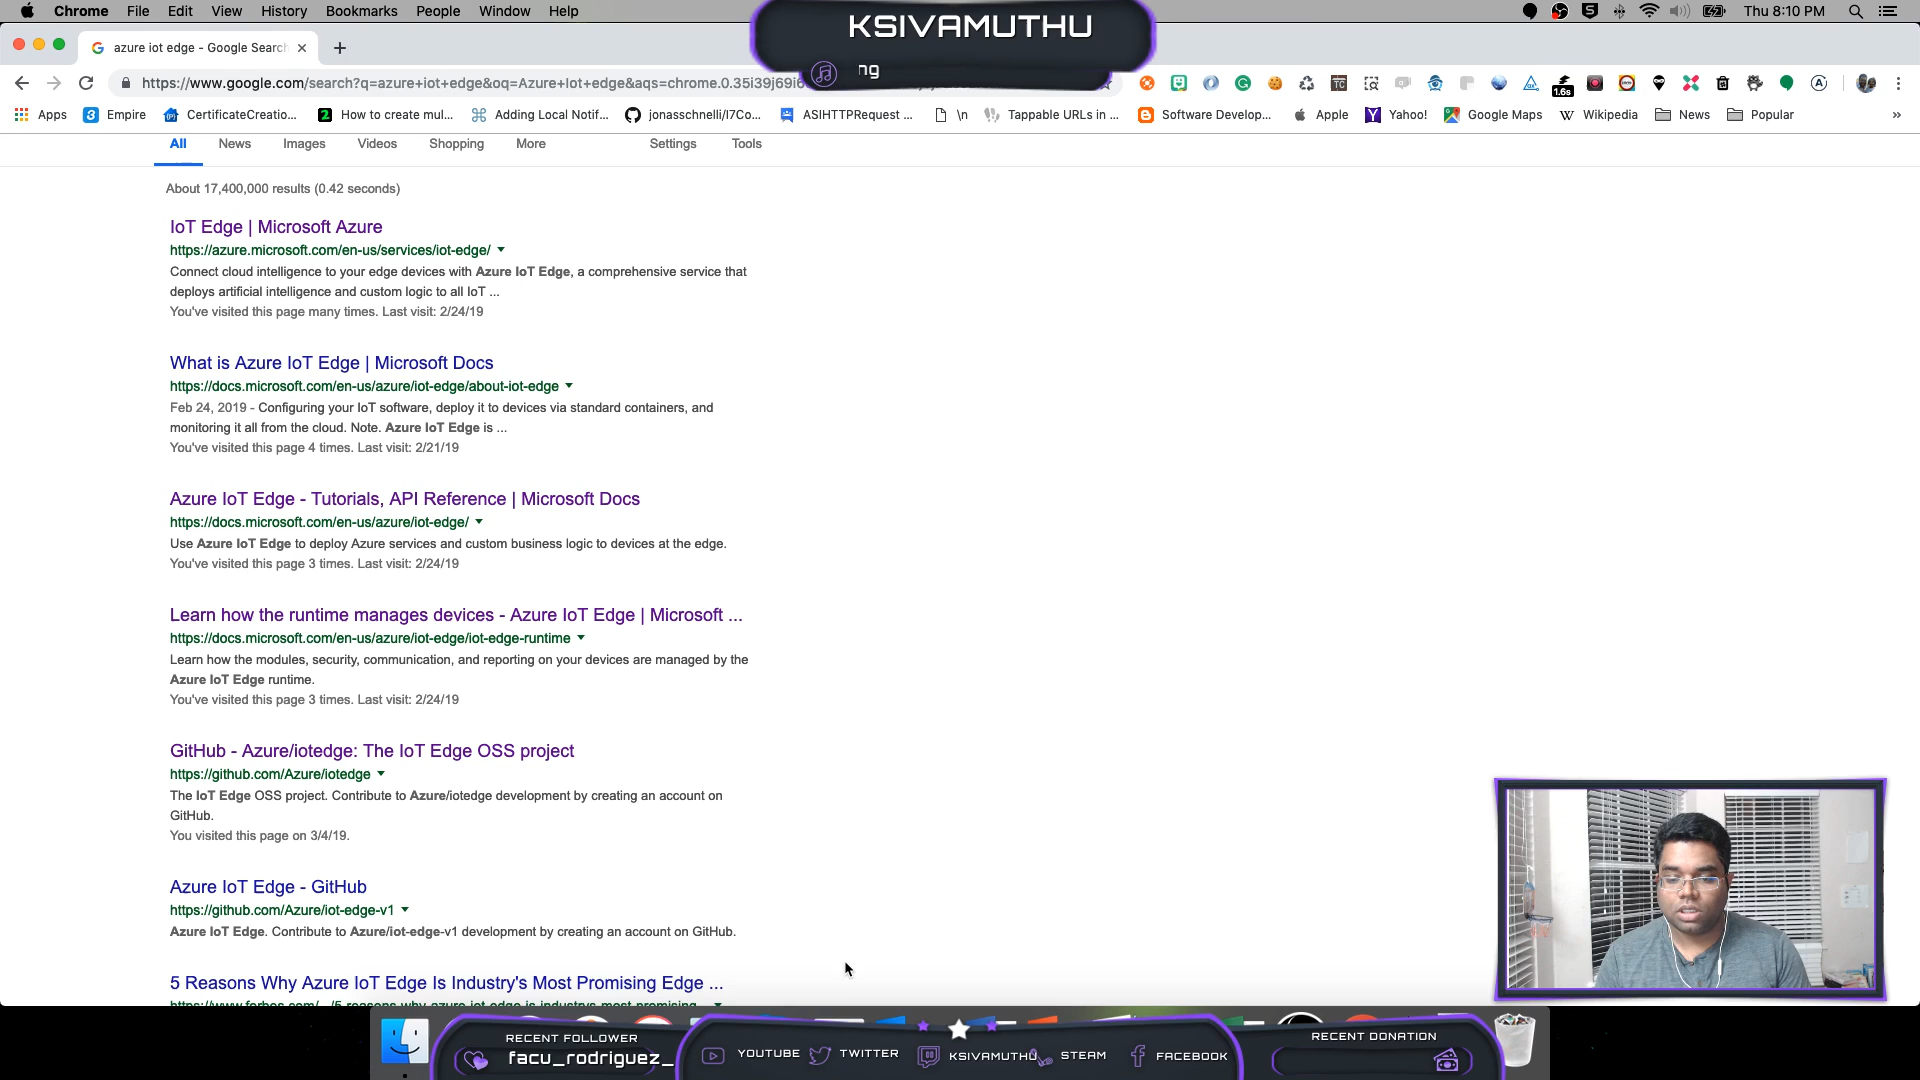 Chrome File Edit View History Bookmarks People Window Help
Thu 8:10 PM
KSIVAMUTHU
ng
azure iot edge - Google Search
https://www.google.com/search?q=azure+iot+edge&oq=Azure+Iot+edge&aqs=chrome.0.35i39j69i6
1.6s
Apps Empire CertificateCreatio... How to create mul... Adding Local Notif... jonasschnelli/I7Co... ASIHTTPRequest ... \n Tappable URLs in ... Software Develop... Apple Yahoo! Google Maps Wikipedia News Popular »
All News Images Videos Shopping More Settings Tools
About 17,400,000 results (0.42 seconds)
IoT Edge | Microsoft Azure
https://azure.microsoft.com/en-us/services/iot-edge/
Connect cloud intelligence to your edge devices with Azure IoT Edge, a comprehensive service that
deploys artificial intelligence and custom logic to all IoT ...
You've visited this page many times. Last visit: 2/24/19
What is Azure IoT Edge | Microsoft Docs
https://docs.microsoft.com/en-us/azure/iot-edge/about-iot-edge
Feb 24, 2019 - Configuring your IoT software, deploy it to devices via standard containers, and
monitoring it all from the cloud. Note. Azure IoT Edge is ...
You've visited this page 4 times. Last visit: 2/21/19
Azure IoT Edge - Tutorials, API Reference | Microsoft Docs
https://docs.microsoft.com/en-us/azure/iot-edge/
Use Azure IoT Edge to deploy Azure services and custom business logic to devices at the edge.
You've visited this page 3 times. Last visit: 2/24/19
Learn how the runtime manages devices - Azure IoT Edge | Microsoft ...
https://docs.microsoft.com/en-us/azure/iot-edge/iot-edge-runtime
Learn how the modules, security, communication, and reporting on your devices are managed by the
Azure IoT Edge runtime.
You've visited this page 3 times. Last visit: 2/24/19
GitHub - Azure/iotedge: The IoT Edge OSS project
https://github.com/Azure/iotedge
The IoT Edge OSS project. Contribute to Azure/iotedge development by creating an account on
GitHub.
You visited this page on 3/4/19.
Azure IoT Edge - GitHub
https://github.com/Azure/iot-edge-v1
Azure IoT Edge. Contribute to Azure/iot-edge-v1 development by creating an account on GitHub.
5 Reasons Why Azure IoT Edge Is Industry's Most Promising Edge ...
https://www.forbes.com/.../5-reasons-why-azure-iot-edge-is-industrys-most-promising...
RECENT FOLLOWER
facu_rodriguez_
YOUTUBE TWITTER KSIVAMUTHU STEAM FACEBOOK
RECENT DONATION